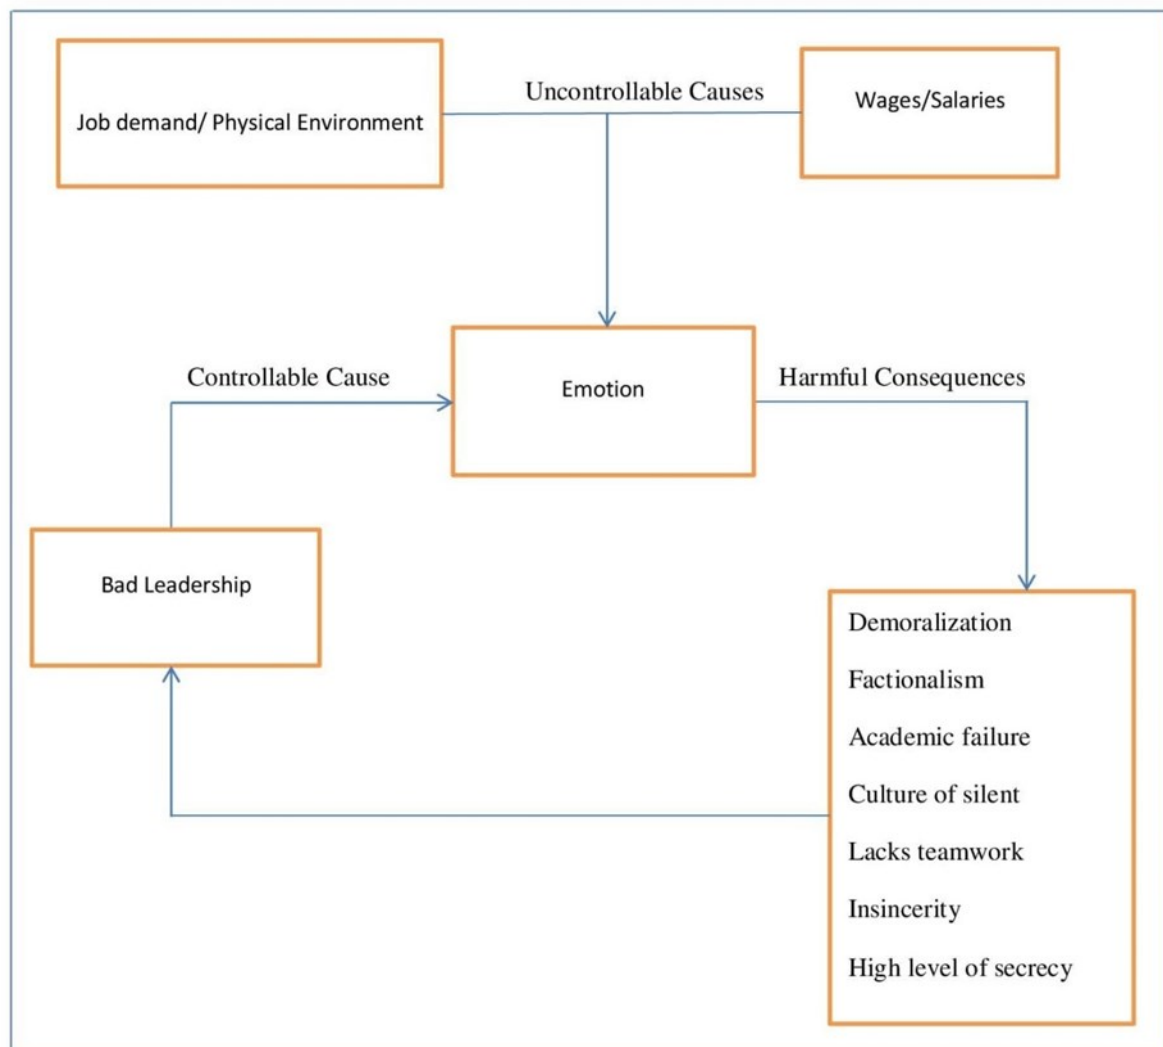 Uncontrollable Causes
Job demand/ Physical Environment
Wages/Salaries
Controllable Cause
Emotion
Harmful Consequences
Bad Leadership
Demoralization
Factionalism
Academic failure
Culture of silent
Lacks teamwork
Insincerity
High level of secrecy